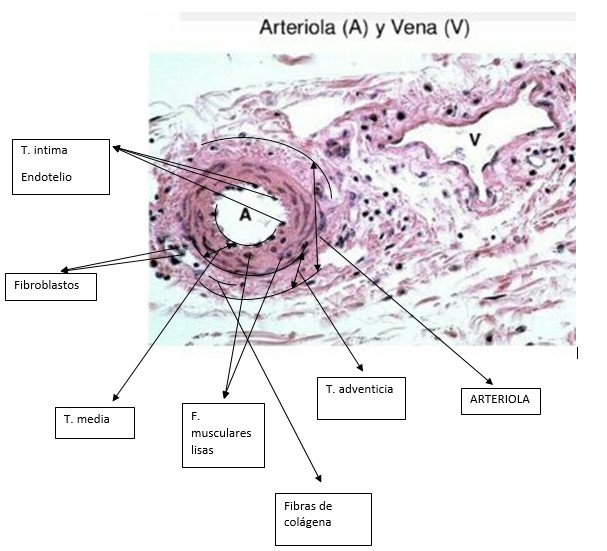 Arteriola (A) y Vena (V)
V
T. intima
Endotelio
A
Fibroblastos
T. media
F.
musculares
lisas
T. adventicia
ARTERIOLA
Fibras de
colágena